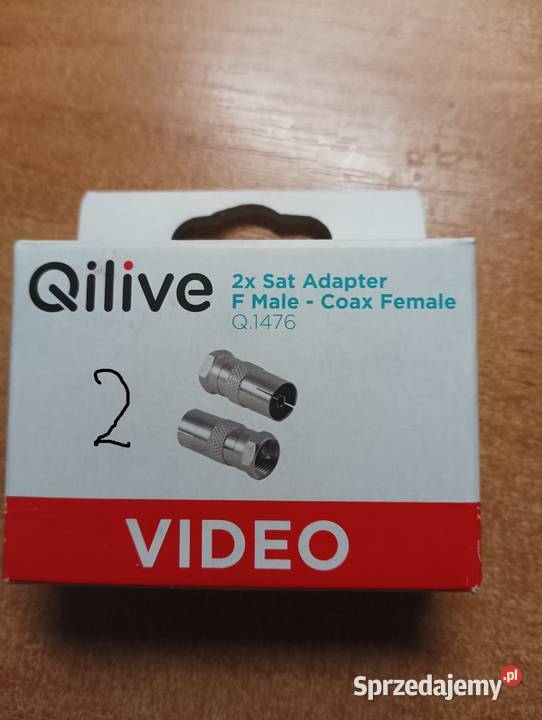 Qilive
2x Sat Adapter
F Male - Coax Female
Q.1476
2
VIDEO
Sprzedajemy.pl